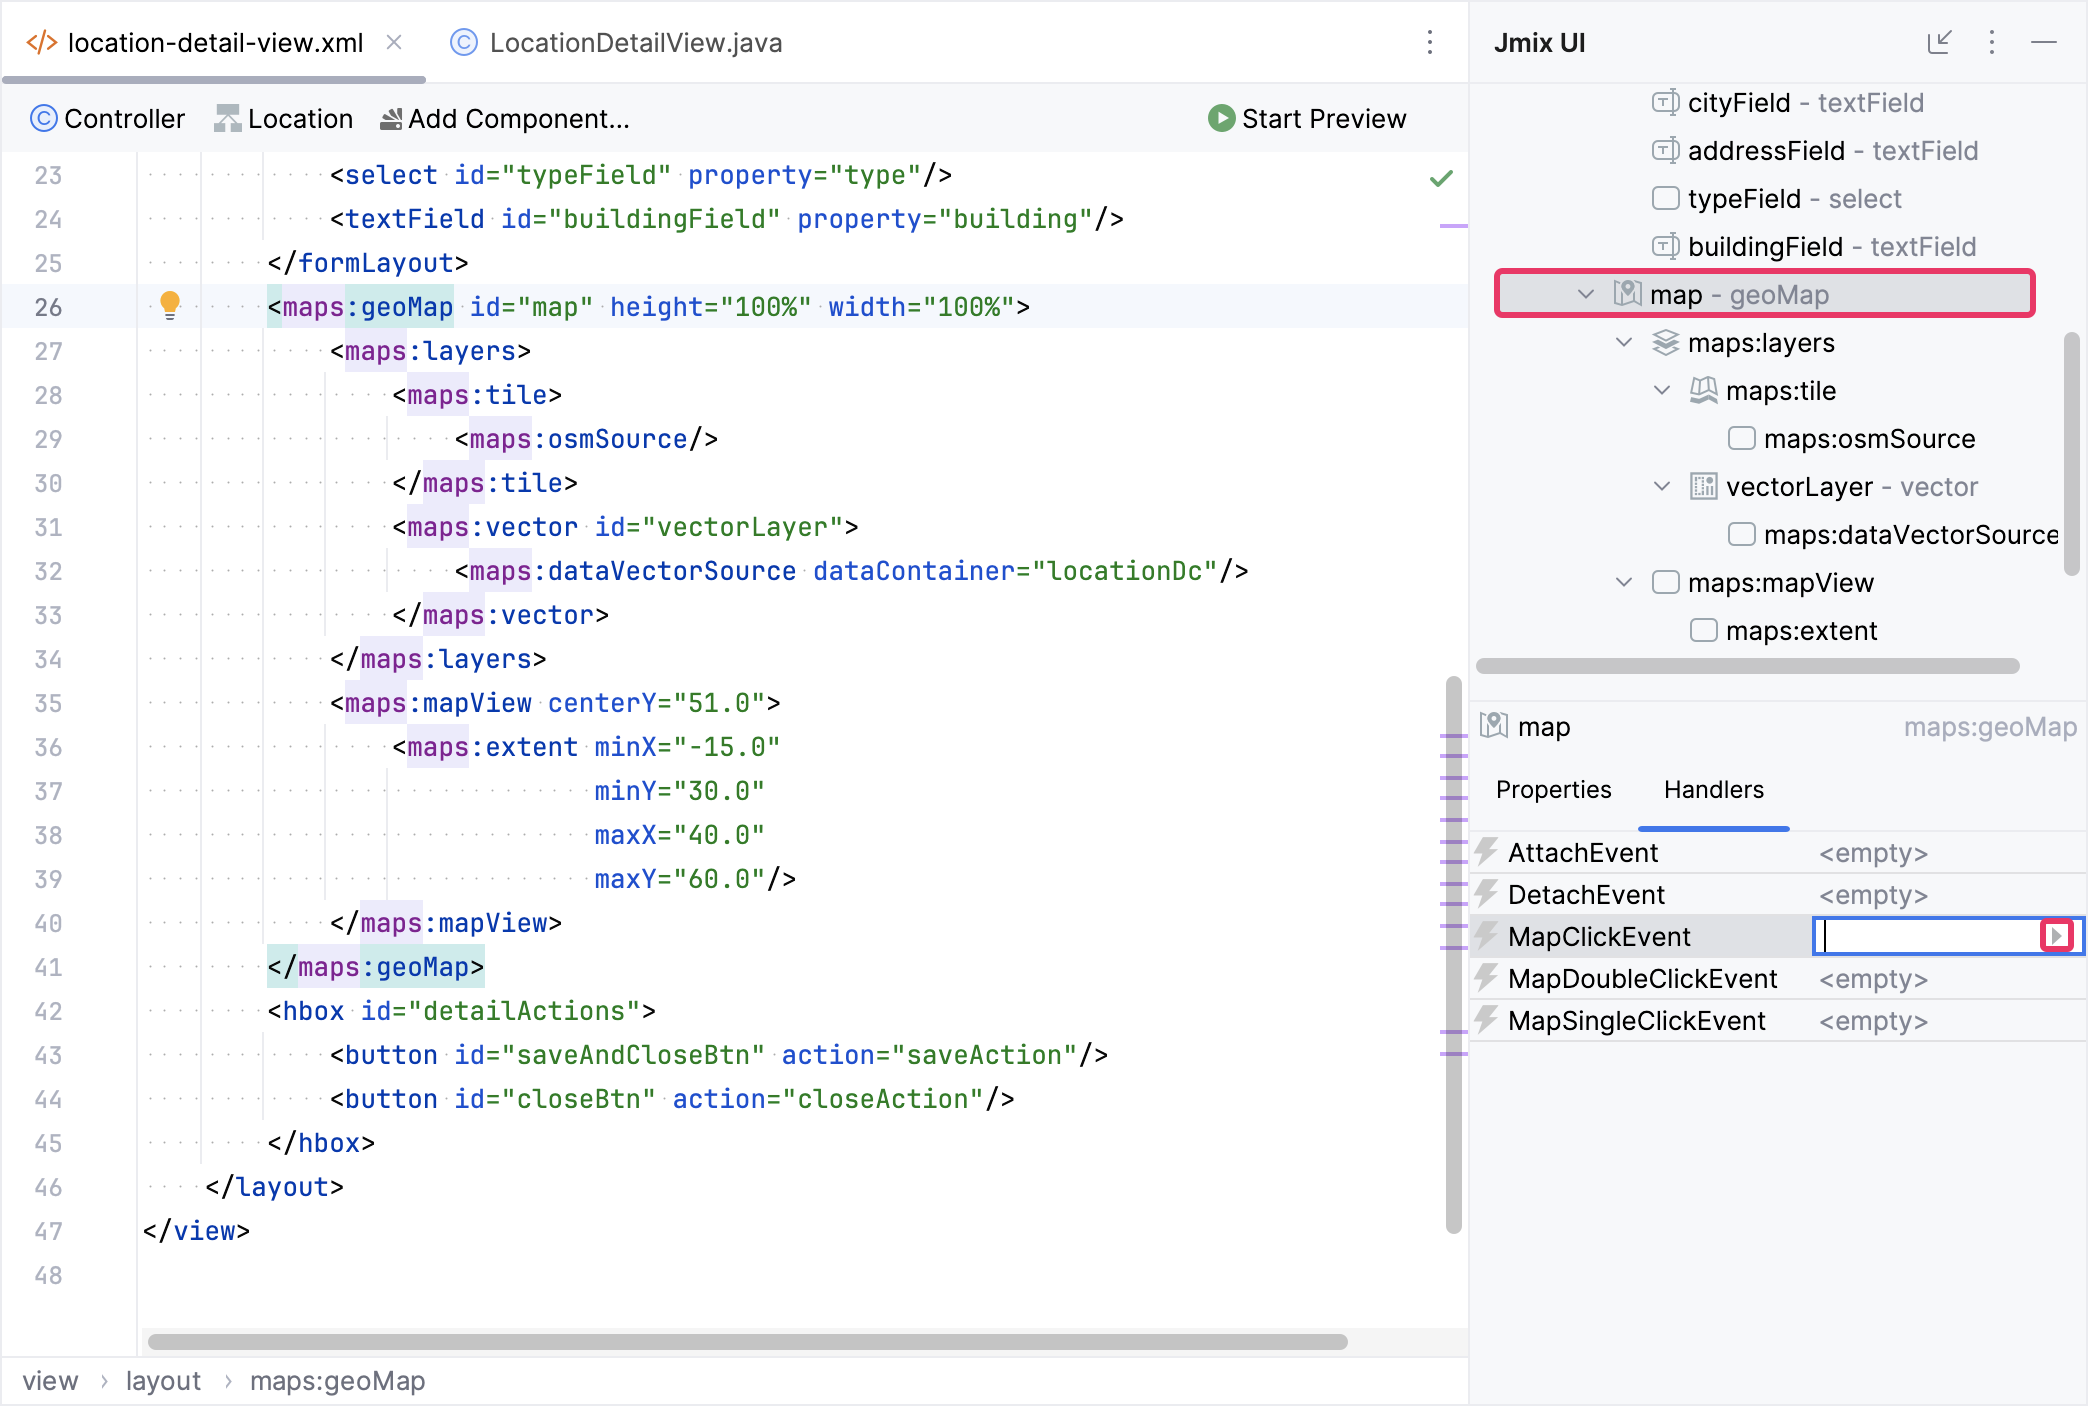 location-detail-view.xml
LocationDetailView.java
Jmix UI
Controller
Location
Add Component...
Start Preview
23 <select id="typeField" property="type"/>
24 <textField id="buildingField" property="building"/>
25 </formLayout>
26 <maps:geoMap id="map" height="100%" width="100%">
27 <maps:layers>
28 <maps:tile>
29 <maps:osmSource/>
30 </maps:tile>
31 <maps:vector id="vectorLayer">
32 <maps:dataVectorSource dataContainer="locationDc"/>
33 </maps:vector>
34 </maps:layers>
35 <maps:mapView centerY="51.0">
36 <maps:extent minX="-15.0"
37 minY="30.0"
38 maxX="40.0"
39 maxY="60.0"/>
40 </maps:mapView>
41 </maps:geoMap>
42 <hbox id="detailActions">
43 <button id="saveAndCloseBtn" action="saveAction"/>
44 <button id="closeBtn" action="closeAction"/>
45 </hbox>
46 </layout>
47 </view>
48
view › layout › maps:geoMap
cityField - textField
addressField - textField
typeField - select
buildingField - textField
map - geoMap
maps:layers
maps:tile
maps:osmSource
vectorLayer - vector
maps:dataVectorSource
maps:mapView
maps:extent
map maps:geoMap
Properties Handlers
AttachEvent <empty>
DetachEvent <empty>
MapClickEvent
MapDoubleClickEvent <empty>
MapSingleClickEvent <empty>